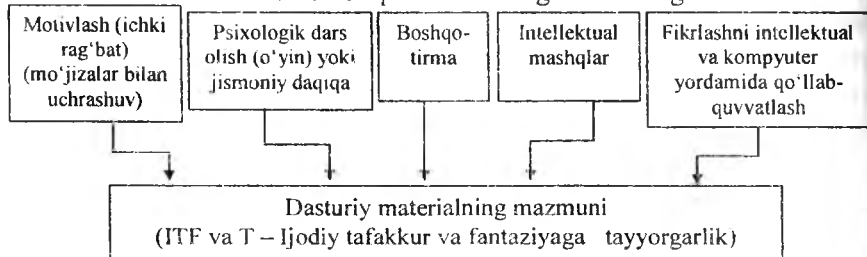 Motivlash (ichki
rag‘bat)
(mo‘jizalar bilan
uchrashuv)
Psixologik dars
olish (o‘yin) yoki
jismoniy daqiqa
Boshqo-
tirma
Intellektual
mashqlar
Fikrlashni intellektual
va kompyuter
yordamida qo‘llab-
quvvatlash
Dasturiy materialning mazmuni
(ITF va T – Ijodiy tafakkur va fantaziyaga tayyorgarlik)